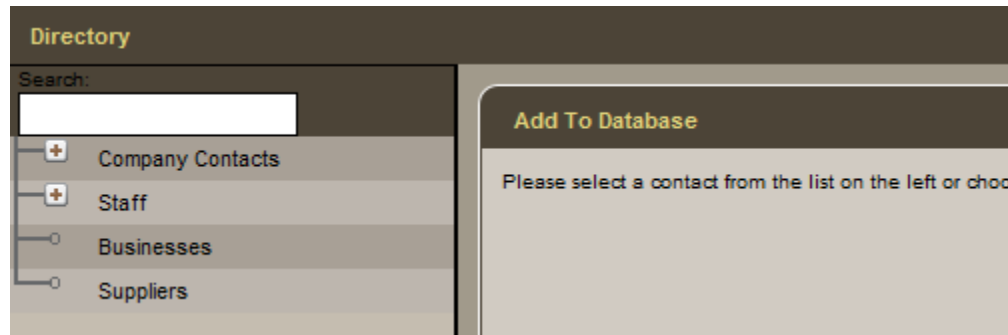 Directory
Search:
Add To Database
Company Contacts
Please select a contact from the list on the left or
Staff
Businesses
Suppliers